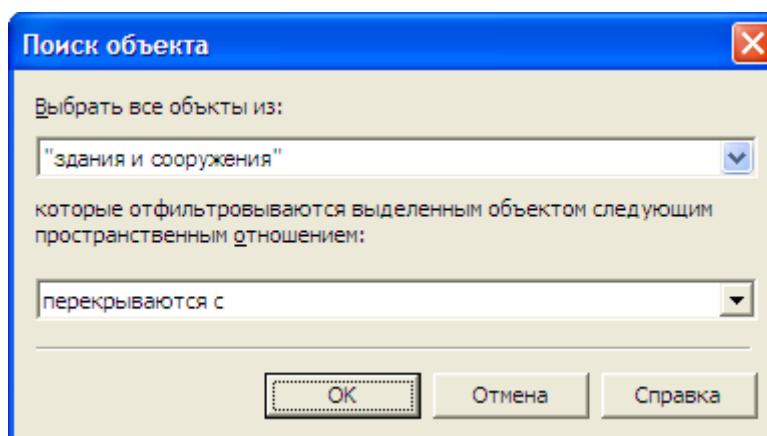 Поиск объекта
Выбрать все объкты из:
"здания и сооружения"
которые отфильтровываются выделенным объектом следующим
пространственным отношением:
перекрываются с
OK
Отмена
Справка